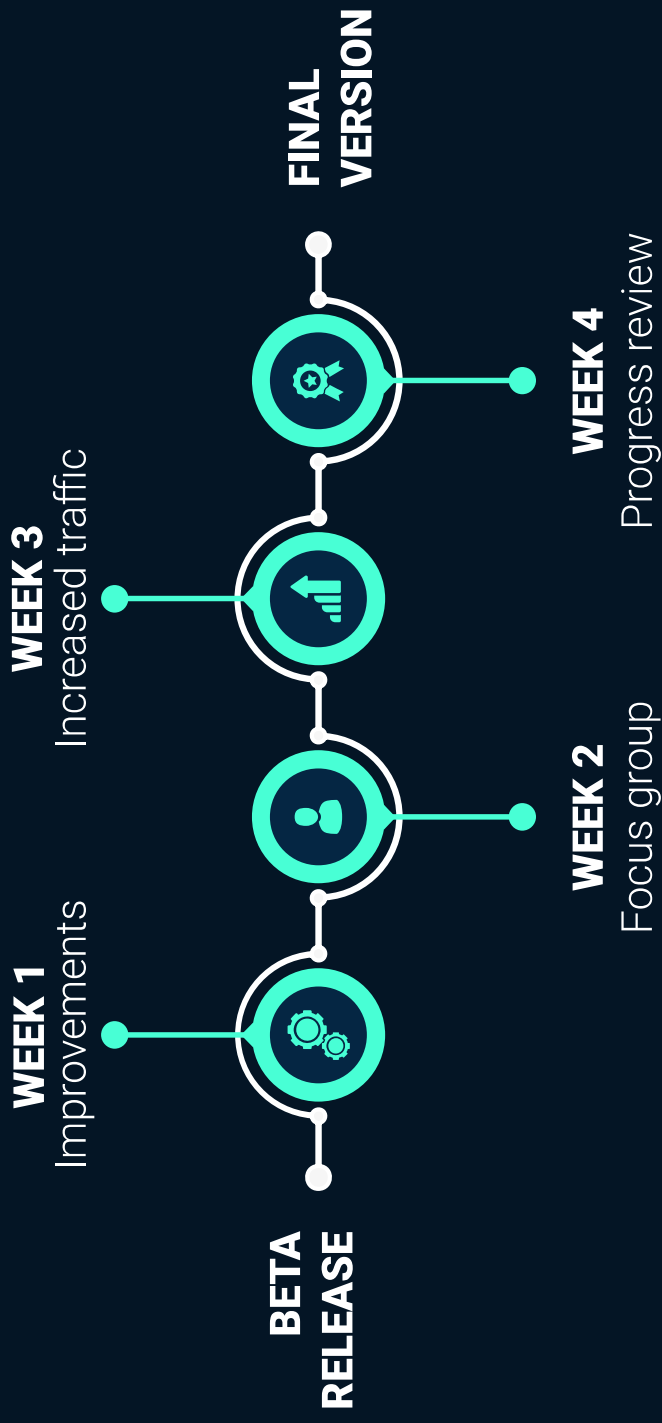 BETA
RELEASE
WEEK 1
Improvements
WEEK 2
Focus group
WEEK 3
Increased traffic
WEEK 4
Progress review
FINAL
VERSION